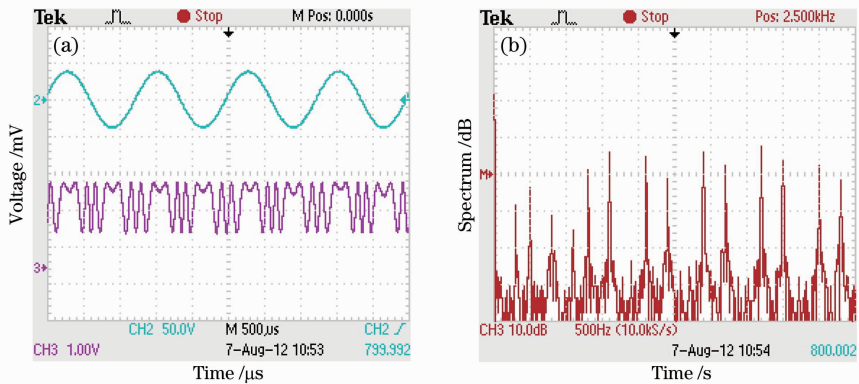 Tek Stop M Pos: 0.000s
(a)
2
3
Voltage /mV
CH2 50.0V M 500µs CH2
CH3 1.00V 7-Aug-12 10:53 799.992
Time /µs
Tek Stop Pos: 2.500kHz
(b)
M
Spectrum /dB
CH3 10.0dB 500Hz (10.0kS/s)
7-Aug-12 10:54 800.002
Time /s